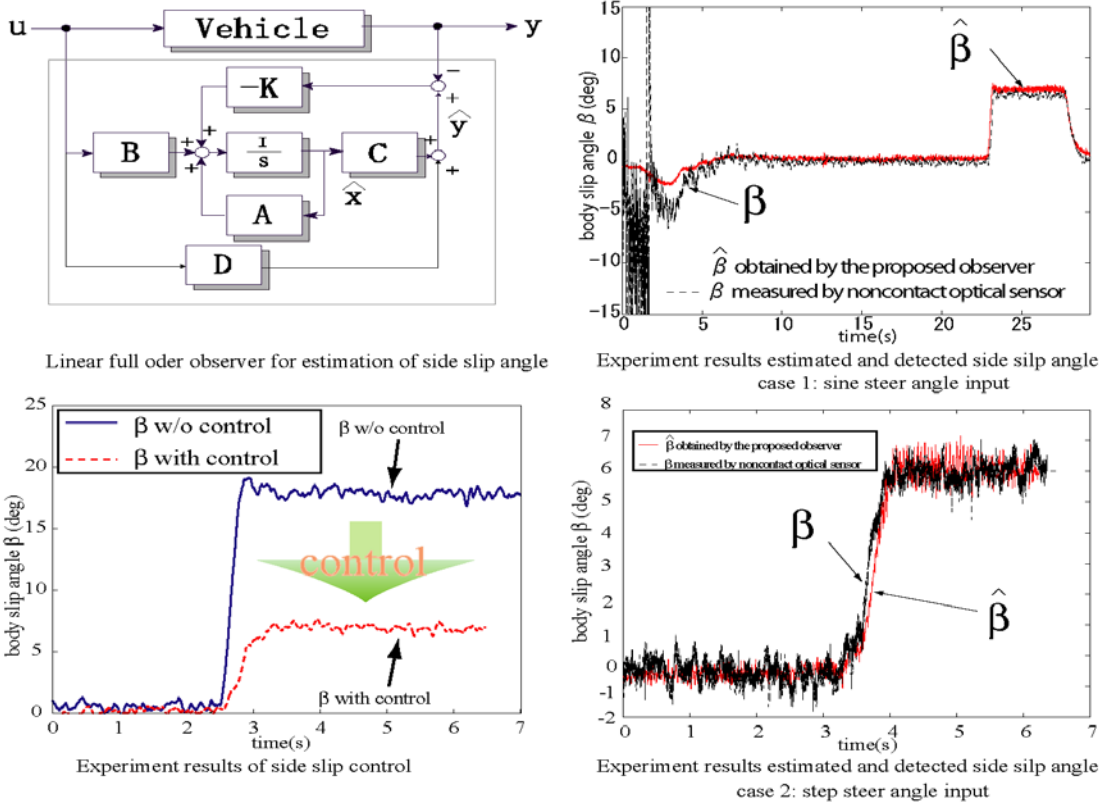 u
Vehicle
y
−K
−
+
ŷ
+
+
+
+
+
B
1/s
C
x̂
A
D
Linear full oder observer for estimation of side slip angle
15
10
5
0
−5
−10
−15
body slip angle β (deg)
β̂
β
β̂ obtained by the proposed observer
β measured by noncontact optical sensor
0 5 10 15 20 25
time(s)
Experiment results estimated and detected side silp angle
case 1: sine steer angle input
25
20
15
10
5
0
body slip angle β (deg)
β w/o control
β with control
β w/o control
control
β with control
0 1 2 3 4 5 6 7
time(s)
Experiment results of side slip control
8
7
6
5
4
3
2
1
0
-1
-2
body slip angle β (deg)
β̂ obtained by the proposed observer
β measured by noncontact optical sensor
β
β̂
0 1 2 3 4 5 6 7
time(s)
Experiment results estimated and detected side silp angle
case 2: step steer angle input